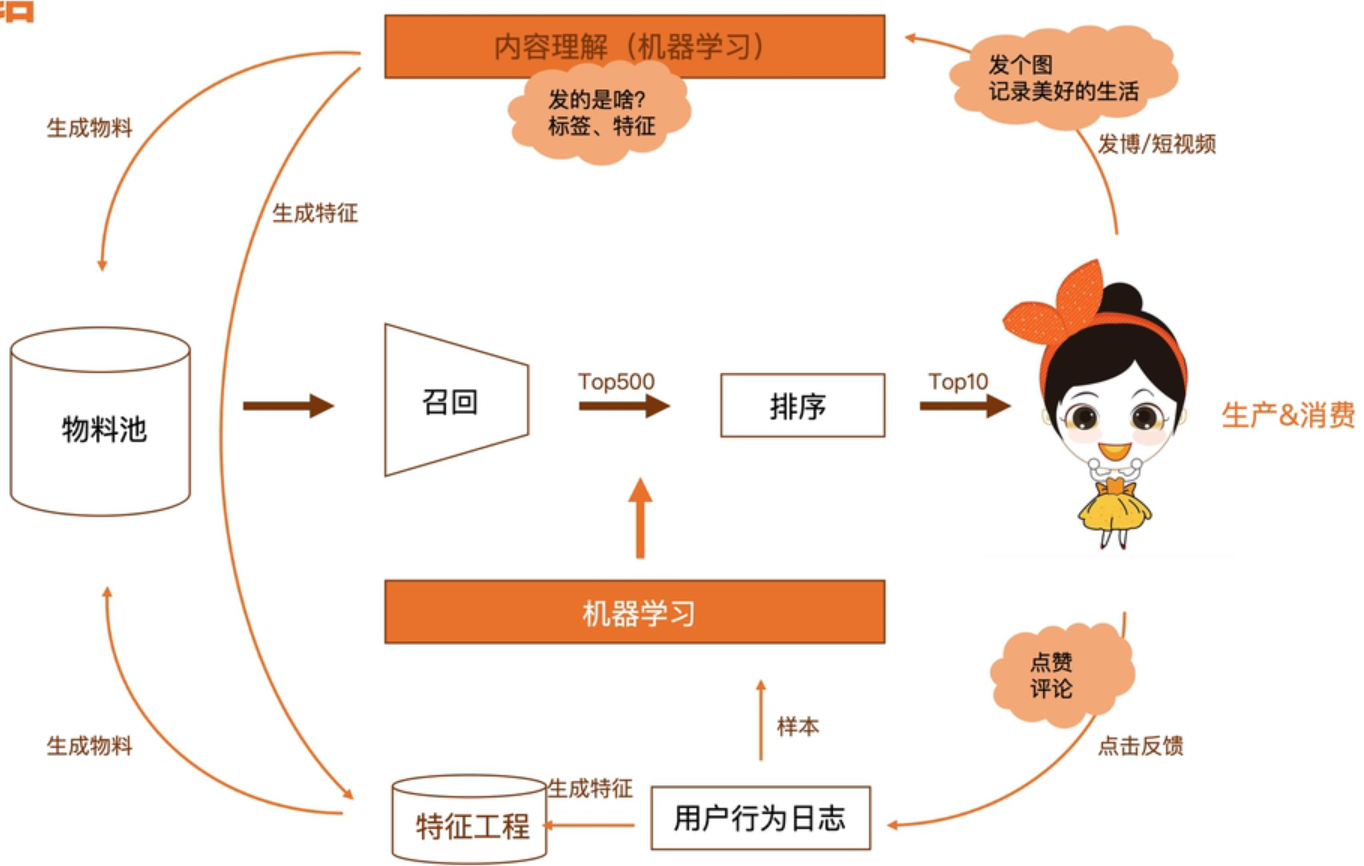 内容理解（机器学习）
发个图
记录美好的生活
发的是啥?
标签、特征
生成物料
发博/短视频
生成特征
物料池
召回
Top500
排序
Top10
生产&消费
机器学习
点赞
评论
样本
点击反馈
生成物料
生成特征
特征工程
用户行为日志